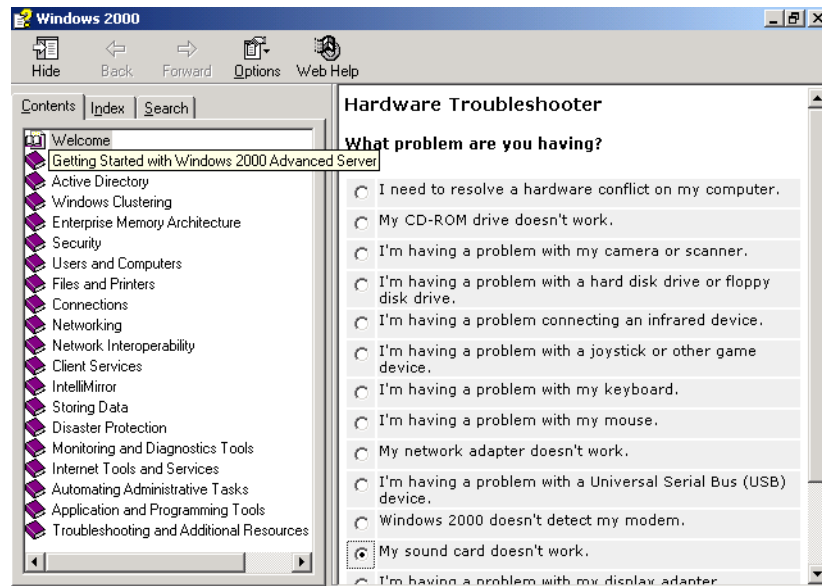 Windows 2000
Hide Back Forward Options Web Help
Contents Index Search
Welcome
Getting Started with Windows 2000 Advanced Server
Active Directory
Windows Clustering
Enterprise Memory Architecture
Security
Users and Computers
Files and Printers
Connections
Networking
Network Interoperability
Client Services
IntelliMirror
Storing Data
Disaster Protection
Monitoring and Diagnostics Tools
Internet Tools and Services
Automating Administrative Tasks
Application and Programming Tools
Troubleshooting and Additional Resources
Hardware Troubleshooter
What problem are you having?
I need to resolve a hardware conflict on my computer.
My CD-ROM drive doesn't work.
I'm having a problem with my camera or scanner.
I'm having a problem with a hard disk drive or floppy
disk drive.
I'm having a problem connecting an infrared device.
I'm having a problem with a joystick or other game
device.
I'm having a problem with my keyboard.
I'm having a problem with my mouse.
My network adapter doesn't work.
I'm having a problem with a Universal Serial Bus (USB)
device.
Windows 2000 doesn't detect my modem.
My sound card doesn't work.
I'm having a problem with my display adapter